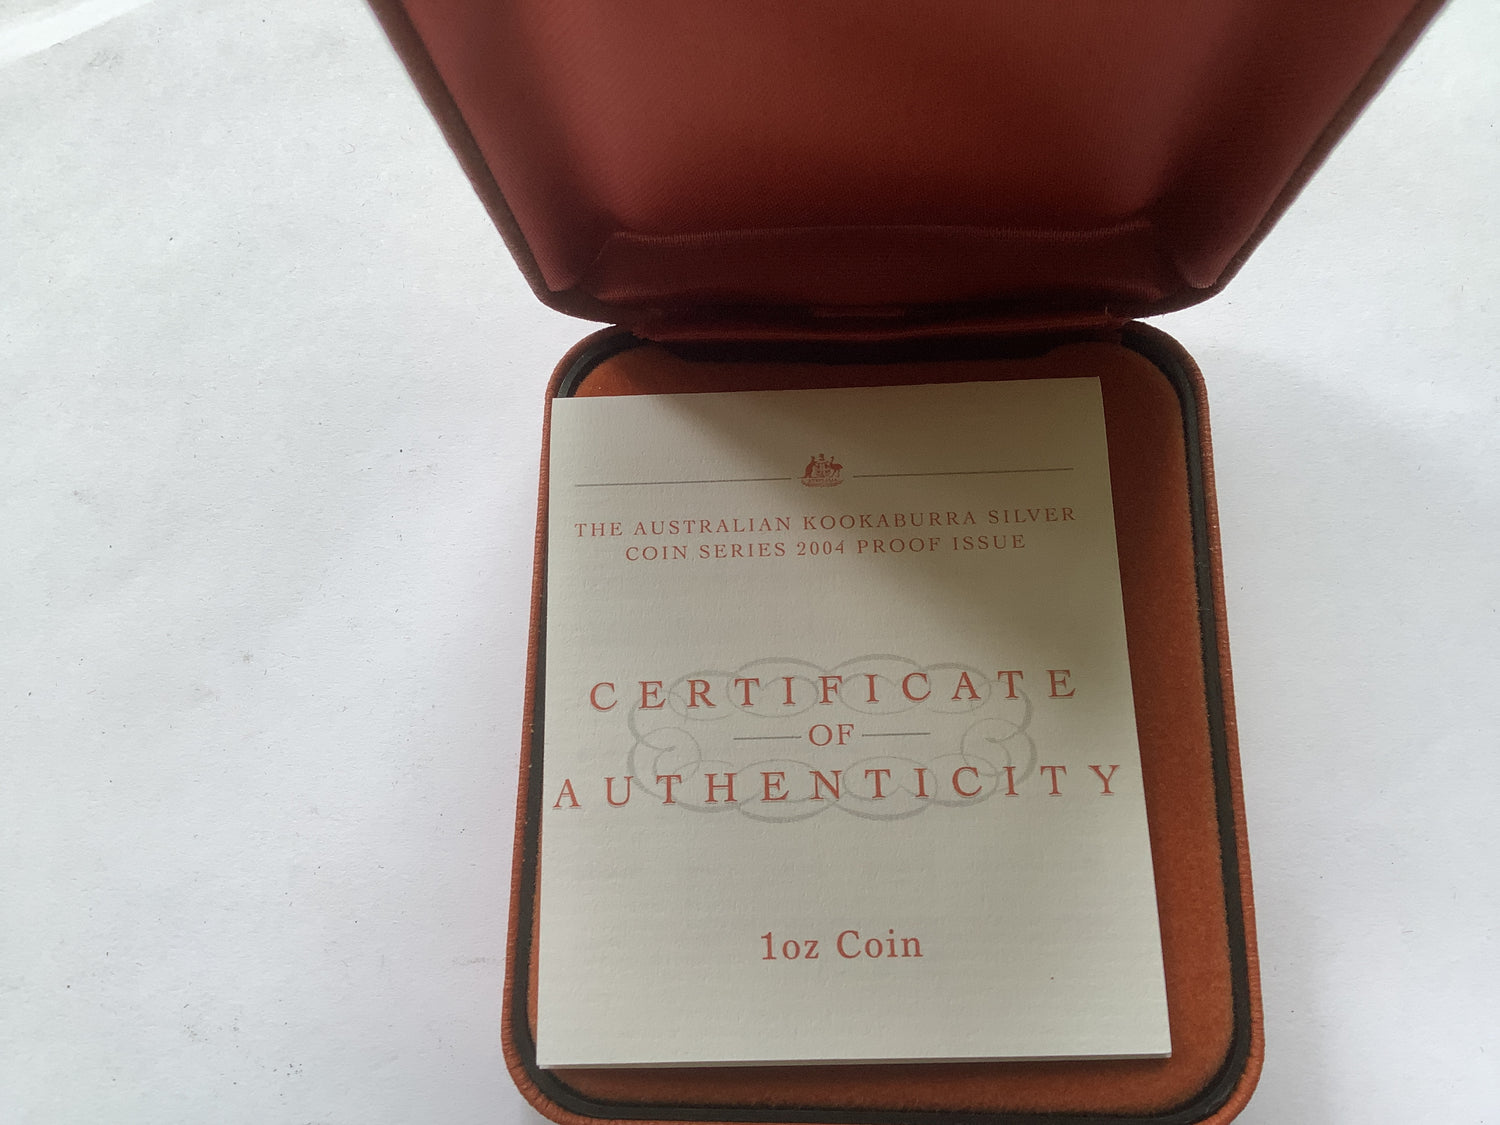 THE AUSTRALIAN KOOKABURRA SILVER
COIN SERIES 2004 PROOF ISSUE
CERTIFICATE
OF
AUTHENTICITY
1oz Coin